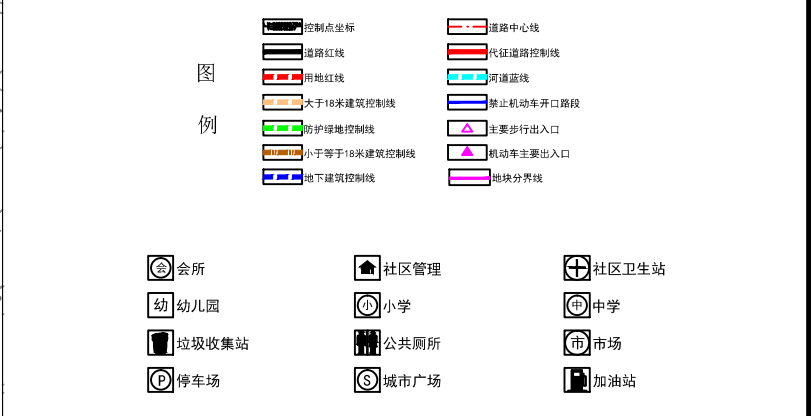 图例
控制点坐标
道路红线
用地红线
大于18米建筑控制线
防护绿地控制线
小于等于18米建筑控制线
地下建筑控制线
道路中心线
代征道路控制线
河道蓝线
禁止机动车开口路段
主要步行出入口
机动车主要出入口
地块分界线
会 会所
社区管理
社区卫生站
幼 幼儿园
小 小学
中 中学
垃圾收集站
公共厕所
市 市场
P 停车场
S 城市广场
加油站